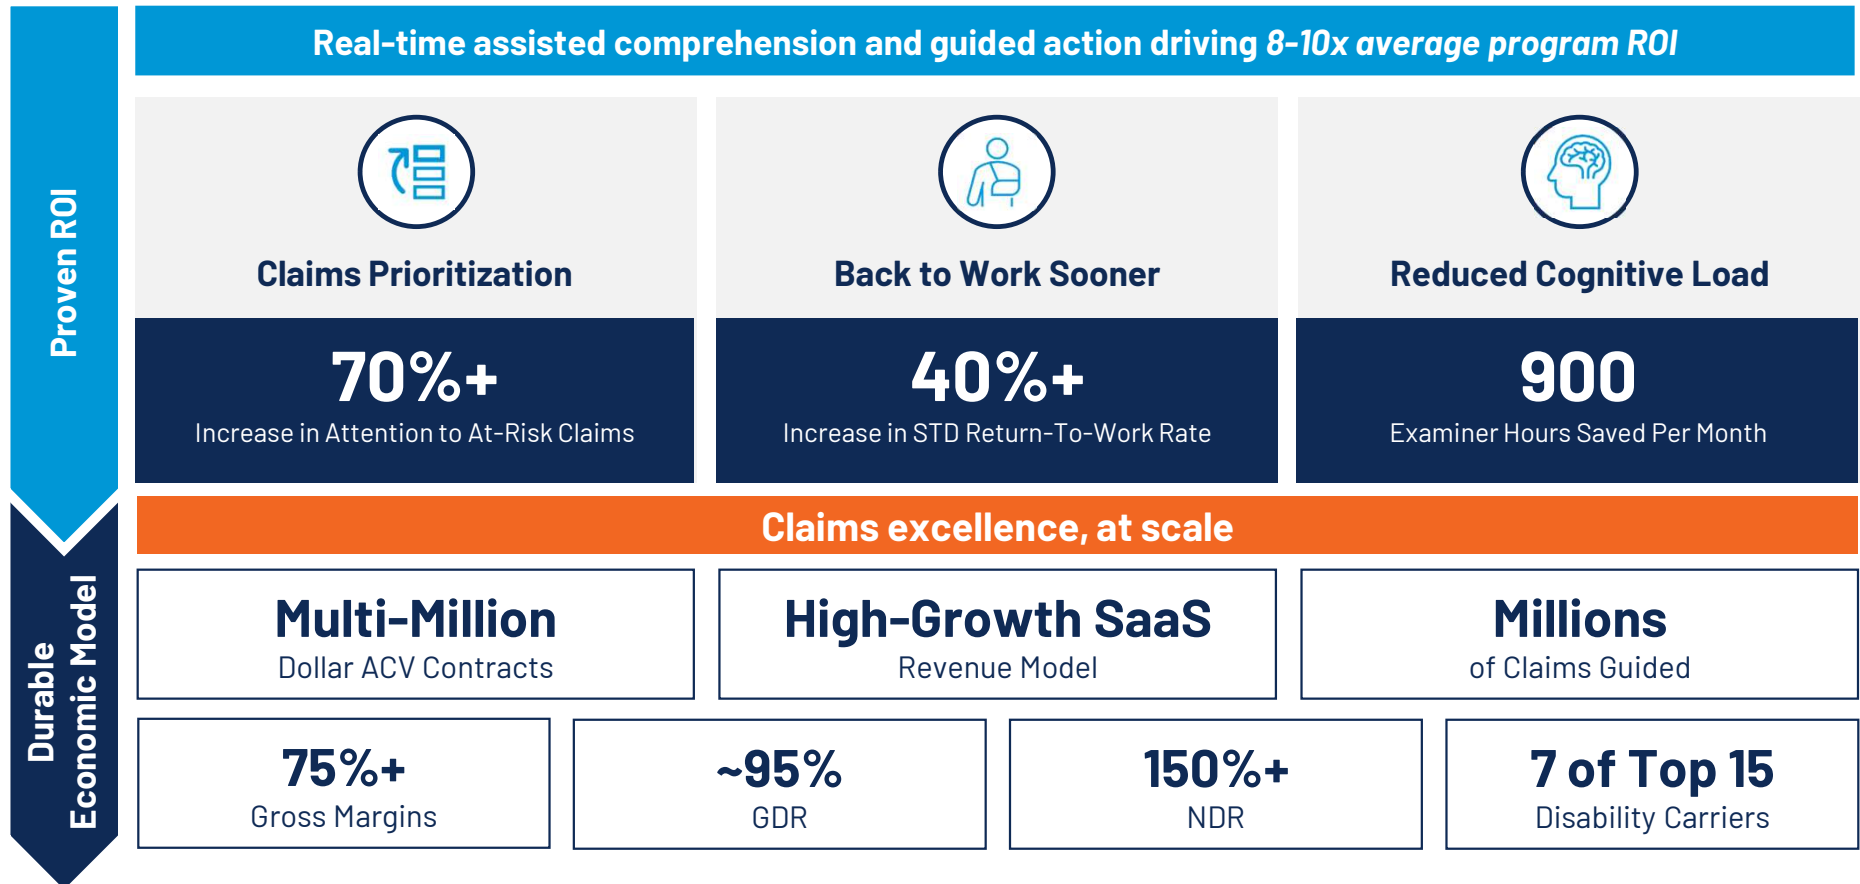 Real-time assisted comprehension and guided action driving 8-10x average program ROI
Proven ROI
Claims Prioritization
70%+
Increase in Attention to At-Risk Claims
Back to Work Sooner
40%+
Increase in STD Return-To-Work Rate
Reduced Cognitive Load
900
Examiner Hours Saved Per Month
Claims excellence, at scale
Durable
Economic Model
Multi-Million
Dollar ACV Contracts
High-Growth SaaS
Revenue Model
Millions
of Claims Guided
75%+
Gross Margins
~95%
GDR
150%+
NDR
7 of Top 15
Disability Carriers